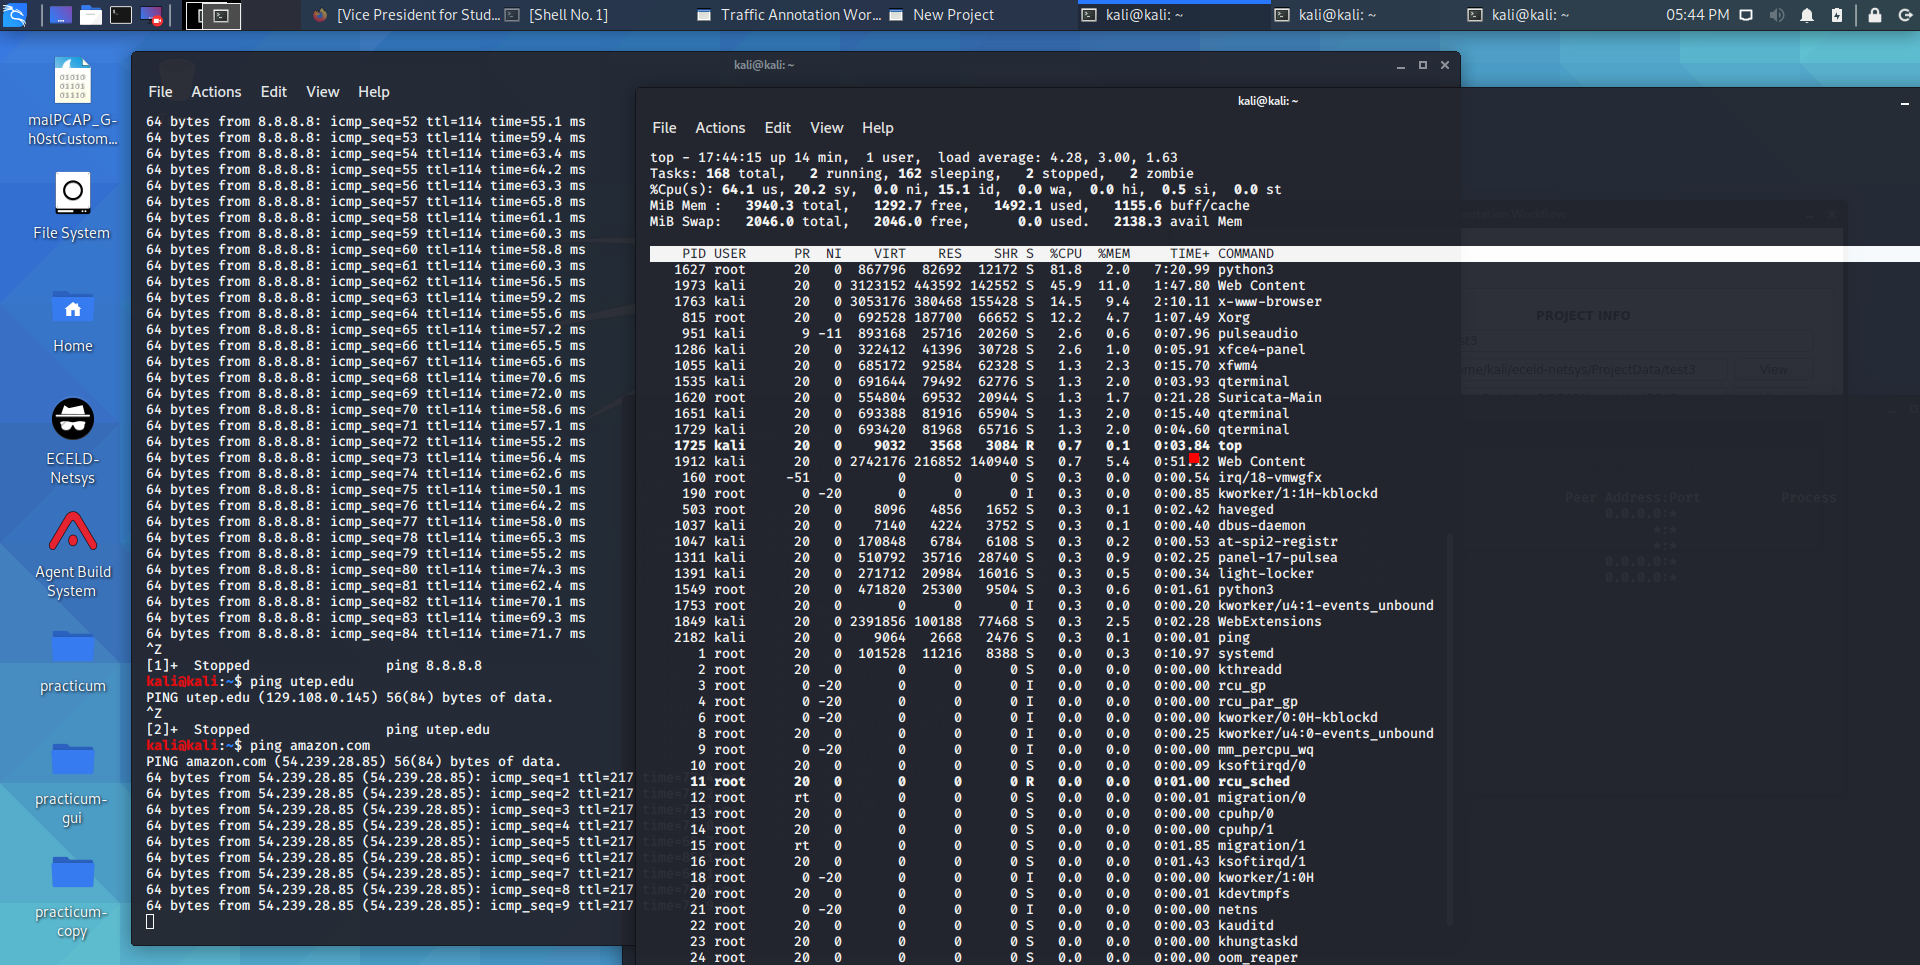 [Vice President for Stud...
[Shell No. 1]
Traffic Annotation Wor...
New Project
kali@kali: ~
kali@kali: ~
kali@kali: ~
05:44 PM
01010
01101
01110
malPCAP_G-
h0stCustom...
File System
Home
ECELD-
Netsys
Agent Build
System
practicum
practicum-
gui
practicum-
copy
kali@kali: ~
File Actions Edit View Help
64 bytes from 8.8.8.8: icmp_seq=52 ttl=114 time=55.1 ms
64 bytes from 8.8.8.8: icmp_seq=53 ttl=114 time=59.4 ms
64 bytes from 8.8.8.8: icmp_seq=54 ttl=114 time=63.4 ms
64 bytes from 8.8.8.8: icmp_seq=55 ttl=114 time=64.2 ms
64 bytes from 8.8.8.8: icmp_seq=56 ttl=114 time=63.3 ms
64 bytes from 8.8.8.8: icmp_seq=57 ttl=114 time=65.8 ms
64 bytes from 8.8.8.8: icmp_seq=58 ttl=114 time=61.1 ms
64 bytes from 8.8.8.8: icmp_seq=59 ttl=114 time=60.3 ms
64 bytes from 8.8.8.8: icmp_seq=60 ttl=114 time=58.8 ms
64 bytes from 8.8.8.8: icmp_seq=61 ttl=114 time=60.3 ms
64 bytes from 8.8.8.8: icmp_seq=62 ttl=114 time=56.5 ms
64 bytes from 8.8.8.8: icmp_seq=63 ttl=114 time=59.2 ms
64 bytes from 8.8.8.8: icmp_seq=64 ttl=114 time=55.6 ms
64 bytes from 8.8.8.8: icmp_seq=65 ttl=114 time=57.2 ms
64 bytes from 8.8.8.8: icmp_seq=66 ttl=114 time=65.5 ms
64 bytes from 8.8.8.8: icmp_seq=67 ttl=114 time=65.6 ms
64 bytes from 8.8.8.8: icmp_seq=68 ttl=114 time=70.6 ms
64 bytes from 8.8.8.8: icmp_seq=69 ttl=114 time=72.0 ms
64 bytes from 8.8.8.8: icmp_seq=70 ttl=114 time=58.6 ms
64 bytes from 8.8.8.8: icmp_seq=71 ttl=114 time=57.1 ms
64 bytes from 8.8.8.8: icmp_seq=72 ttl=114 time=55.2 ms
64 bytes from 8.8.8.8: icmp_seq=73 ttl=114 time=56.4 ms
64 bytes from 8.8.8.8: icmp_seq=74 ttl=114 time=62.6 ms
64 bytes from 8.8.8.8: icmp_seq=75 ttl=114 time=50.1 ms
64 bytes from 8.8.8.8: icmp_seq=76 ttl=114 time=64.2 ms
64 bytes from 8.8.8.8: icmp_seq=77 ttl=114 time=58.0 ms
64 bytes from 8.8.8.8: icmp_seq=78 ttl=114 time=65.3 ms
64 bytes from 8.8.8.8: icmp_seq=79 ttl=114 time=55.2 ms
64 bytes from 8.8.8.8: icmp_seq=80 ttl=114 time=74.3 ms
64 bytes from 8.8.8.8: icmp_seq=81 ttl=114 time=62.4 ms
64 bytes from 8.8.8.8: icmp_seq=82 ttl=114 time=70.1 ms
64 bytes from 8.8.8.8: icmp_seq=83 ttl=114 time=69.3 ms
64 bytes from 8.8.8.8: icmp_seq=84 ttl=114 time=71.7 ms
^Z
[1]+ Stopped ping 8.8.8.8
kali@kali:~$ ping utep.edu
PING utep.edu (129.108.0.145) 56(84) bytes of data.
^Z
[2]+ Stopped ping utep.edu
kali@kali:~$ ping amazon.com
PING amazon.com (54.239.28.85) 56(84) bytes of data.
64 bytes from 54.239.28.85 (54.239.28.85): icmp_seq=1 ttl=217
64 bytes from 54.239.28.85 (54.239.28.85): icmp_seq=2 ttl=217
64 bytes from 54.239.28.85 (54.239.28.85): icmp_seq=3 ttl=217
64 bytes from 54.239.28.85 (54.239.28.85): icmp_seq=4 ttl=217
64 bytes from 54.239.28.85 (54.239.28.85): icmp_seq=5 ttl=217
64 bytes from 54.239.28.85 (54.239.28.85): icmp_seq=6 ttl=217
64 bytes from 54.239.28.85 (54.239.28.85): icmp_seq=7 ttl=217
64 bytes from 54.239.28.85 (54.239.28.85): icmp_seq=8 ttl=217
64 bytes from 54.239.28.85 (54.239.28.85): icmp_seq=9 ttl=217
kali@kali: ~
File Actions Edit View Help
top - 17:44:15 up 14 min, 1 user, load average: 4.28, 3.00, 1.63
Tasks: 168 total, 2 running, 162 sleeping, 2 stopped, 2 zombie
%Cpu(s): 64.1 us, 20.2 sy, 0.0 ni, 15.1 id, 0.0 wa, 0.0 hi, 0.5 si, 0.0 st
MiB Mem : 3940.3 total, 1292.7 free, 1492.1 used, 1155.6 buff/cache
MiB Swap: 2046.0 total, 2046.0 free, 0.0 used. 2138.3 avail Mem
PID USER PR NI VIRT RES SHR S %CPU %MEM TIME+ COMMAND
1627 root 20 0 867796 82692 12172 S 81.8 2.0 7:20.99 python3
1973 kali 20 0 3123152 443592 142552 S 45.9 11.0 1:47.80 Web Content
1763 kali 20 0 3053176 380468 155428 S 14.5 9.4 2:10.11 x-www-browser
815 root 20 0 692528 187700 66652 S 12.2 4.7 1:07.49 Xorg
951 kali 9 -11 893168 25716 20260 S 2.6 0.6 0:07.96 pulseaudio
1286 kali 20 0 322412 41396 30728 S 2.6 1.0 0:05.91 xfce4-panel
1055 kali 20 0 685172 92584 62328 S 1.3 2.3 0:15.70 xfwm4
1535 kali 20 0 691644 79492 62776 S 1.3 2.0 0:03.93 qterminal
1620 root 20 0 554804 69532 20944 S 1.3 1.7 0:21.28 Suricata-Main
1651 kali 20 0 693388 81916 65904 S 1.3 2.0 0:15.40 qterminal
1729 kali 20 0 693420 81968 65716 S 1.3 2.0 0:04.60 qterminal
1725 kali 20 0 9032 3568 3084 R 0.7 0.1 0:03.84 top
1912 kali 20 0 2742176 216852 140940 S 0.7 5.4 0:51.12 Web Content
160 root -51 0 0 0 0 S 0.3 0.0 0:00.54 irq/18-vmwgfx
190 root 0 -20 0 0 0 I 0.3 0.0 0:00.85 kworker/1:1H-kblockd
503 root 20 0 8096 4856 1652 S 0.3 0.1 0:02.42 haveged
1037 kali 20 0 7140 4224 3752 S 0.3 0.1 0:00.40 dbus-daemon
1047 kali 20 0 170848 6784 6108 S 0.3 0.2 0:00.53 at-spi2-registr
1311 kali 20 0 510792 35716 28740 S 0.3 0.9 0:02.25 panel-17-pulsea
1391 kali 20 0 271712 20984 16016 S 0.3 0.5 0:00.34 light-locker
1549 root 20 0 471820 25300 9504 S 0.3 0.6 0:01.61 python3
1753 root 20 0 0 0 0 I 0.3 0.0 0:00.20 kworker/u4:1-events_unbound
1849 kali 20 0 2391856 100188 77468 S 0.3 2.5 0:02.28 WebExtensions
2182 kali 20 0 9064 2668 2476 S 0.3 0.1 0:00.01 ping
1 root 20 0 101528 11216 8388 S 0.0 0.3 0:10.97 systemd
2 root 20 0 0 0 0 S 0.0 0.0 0:00.00 kthreadd
3 root 0 -20 0 0 0 I 0.0 0.0 0:00.00 rcu_gp
4 root 0 -20 0 0 0 I 0.0 0.0 0:00.00 rcu_par_gp
6 root 0 -20 0 0 0 I 0.0 0.0 0:00.00 kworker/0:0H-kblockd
8 root 20 0 0 0 0 I 0.0 0.0 0:00.25 kworker/u4:0-events_unbound
9 root 0 -20 0 0 0 I 0.0 0.0 0:00.00 mm_percpu_wq
10 root 20 0 0 0 0 S 0.0 0.0 0:00.09 ksoftirqd/0
11 root 20 0 0 0 0 R 0.0 0.0 0:01.00 rcu_sched
12 root rt 0 0 0 0 S 0.0 0.0 0:00.01 migration/0
13 root 20 0 0 0 0 S 0.0 0.0 0:00.00 cpuhp/0
14 root 20 0 0 0 0 S 0.0 0.0 0:00.00 cpuhp/1
15 root rt 0 0 0 0 S 0.0 0.0 0:01.85 migration/1
16 root 20 0 0 0 0 S 0.0 0.0 0:01.43 ksoftirqd/1
18 root 0 -20 0 0 0 I 0.0 0.0 0:00.00 kworker/1:0H
20 root 20 0 0 0 0 S 0.0 0.0 0:00.01 kdevtmpfs
21 root 0 -20 0 0 0 I 0.0 0.0 0:00.00 netns
22 root 20 0 0 0 0 S 0.0 0.0 0:00.03 kauditd
23 root 20 0 0 0 0 S 0.0 0.0 0:00.00 khungtaskd
24 root 20 0 0 0 0 S 0.0 0.0 0:00.00 oom_reaper
PROJECT INFO
/kali/eceld-netsys/ProjectData/test3
View
Peer Address:Port Process
0.0.0.0:*
*:*
*:*
0.0.0.0:*
0.0.0.0:*